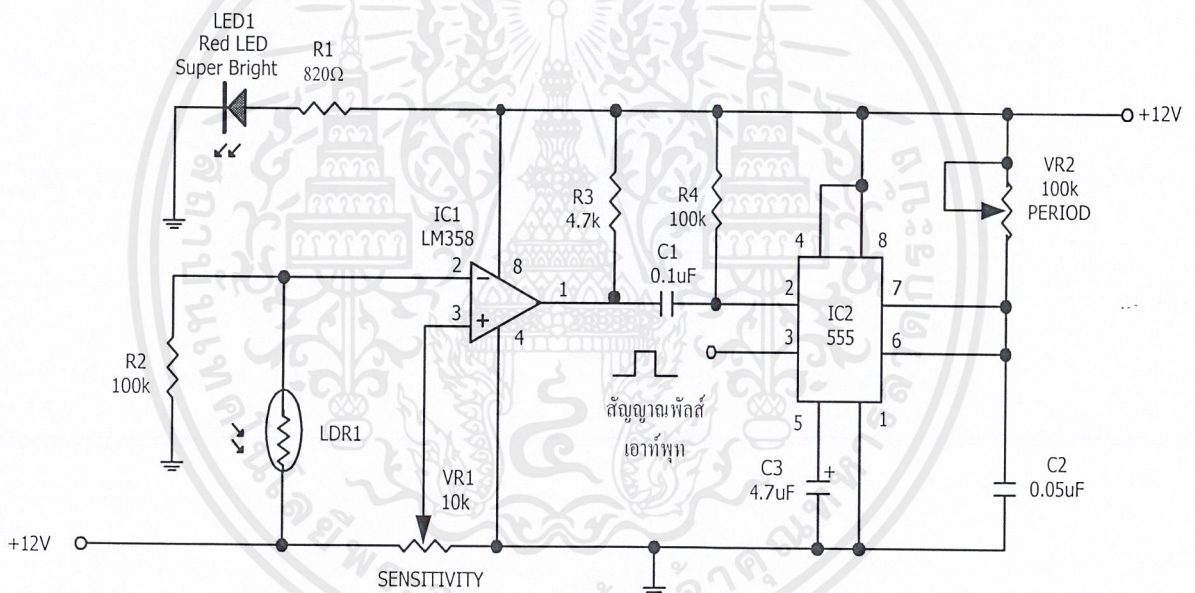 LED1
Red LED
Super Bright
R1
820Ω
+12V
VR2
100k
PERIOD
R3
4.7k
R4
100k
IC1
LM358
C1
0.1uF
4
8
2
8
3
4
1
2
7
3
6
IC2
555
5
1
R2
100k
LDR1
สัญญาณพัลส์
เอาท์พุท
VR1
10k
C3
4.7uF
+
C2
0.05uF
+12V
SENSITIVITY